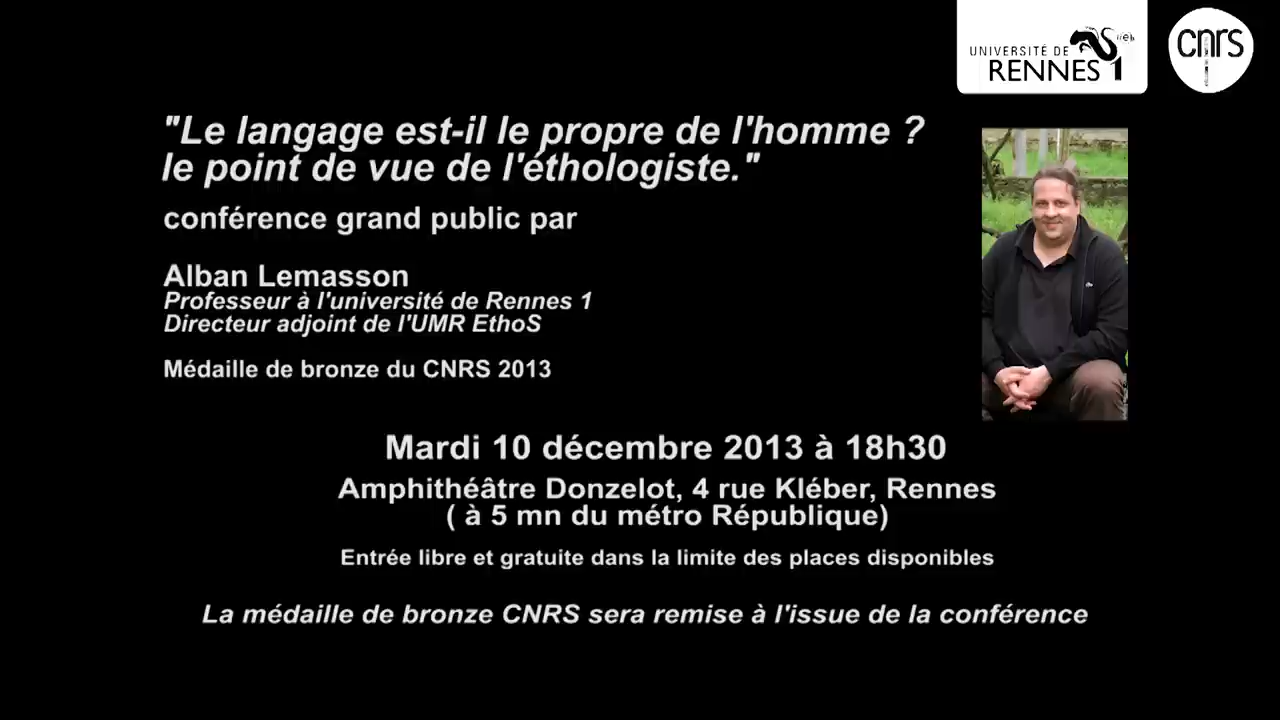 UNIVERSITÉ DE
RENNES 1
cnrs
"Le langage est-il le propre de l'homme ?
le point de vue de l'éthologiste."
conférence grand public par
Alban Lemasson
Professeur à l'université de Rennes 1
Directeur adjoint de l'UMR EthoS
Médaille de bronze du CNRS 2013
Mardi 10 décembre 2013 à 18h30
Amphithéâtre Donzelot, 4 rue Kléber, Rennes
( à 5 mn du métro République)
Entrée libre et gratuite dans la limite des places disponibles
La médaille de bronze CNRS sera remise à l'issue de la conférence